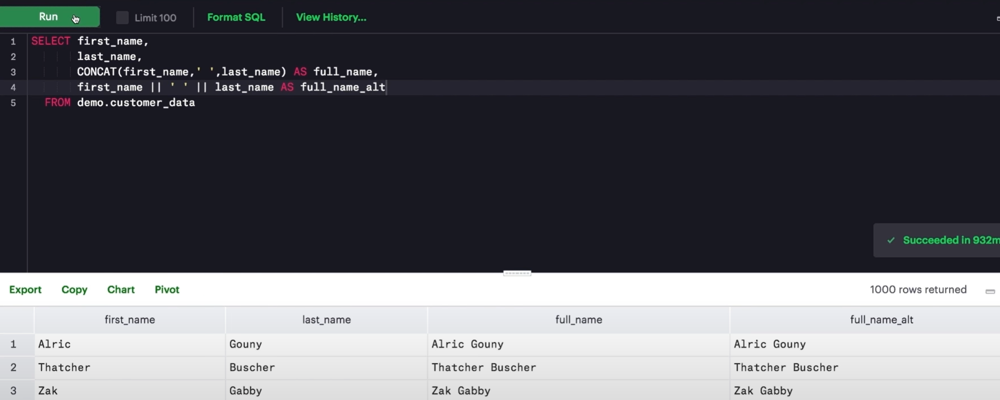 Run Limit 100 Format SQL View History...
1 SELECT first_name,
2 last_name,
3 CONCAT(first_name,' ',last_name) AS full_name,
4 first_name || ' ' || last_name AS full_name_alt
5 FROM demo.customer_data
✓ Succeeded in 932m
Export Copy Chart Pivot 1000 rows returned
first_name last_name full_name full_name_alt
1 Alric Gouny Alric Gouny Alric Gouny
2 Thatcher Buscher Thatcher Buscher Thatcher Buscher
3 Zak Gabby Zak Gabby Zak Gabby